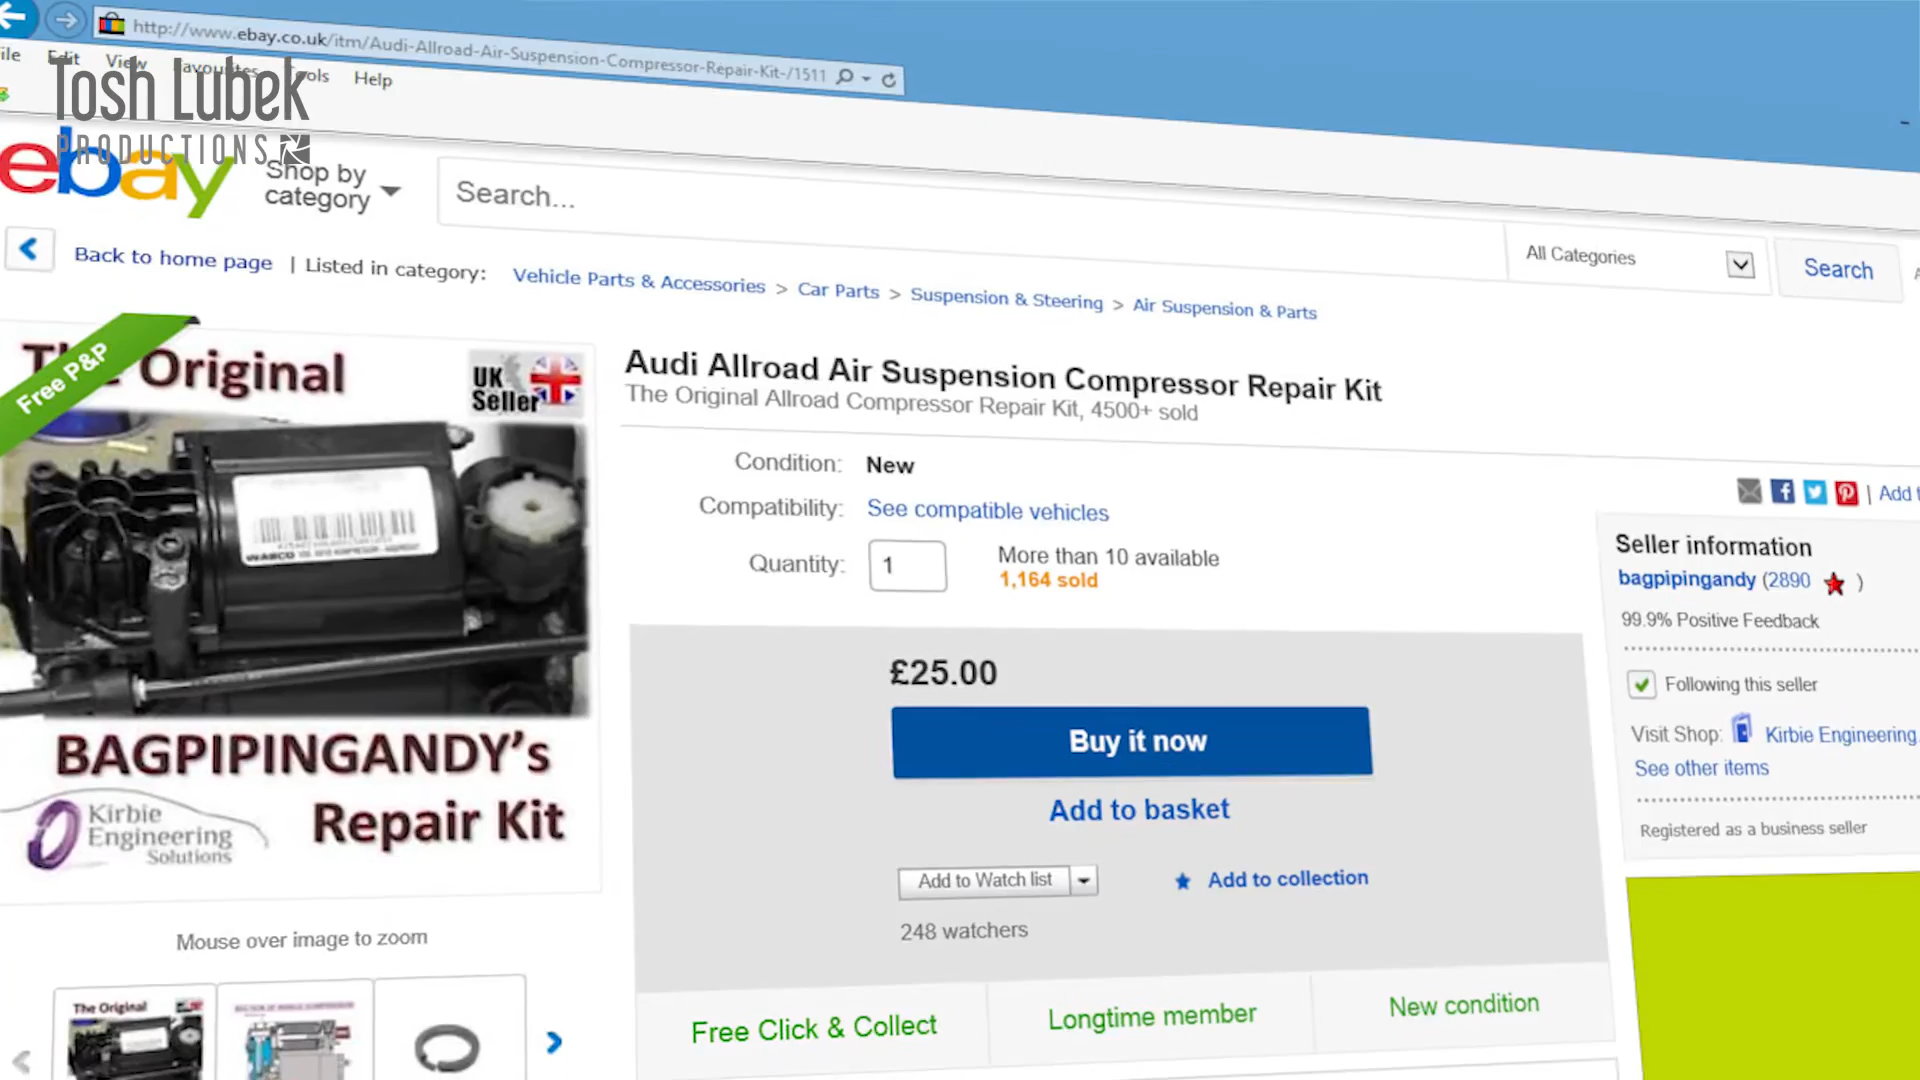 http://www.ebay.co.uk/itm/Audi-Allroad-Air-Suspension-Compressor-Repair-Kit-/1511
Edit View Favourites Tools Help
Tosh Lubek
PRODUCTIONS
ebay
Shop by
category
Search...
All Categories
Search
Back to home page | Listed in category: Vehicle Parts & Accessories > Car Parts > Suspension & Steering > Air Suspension & Parts
Free P&P
The Original
UK
Seller
WABCO
BAGPIPINGANDY's
Repair Kit
Kirbie
Engineering
Solutions
Mouse over image to zoom
The Original
Audi Allroad Air Suspension Compressor Repair Kit
The Original Allroad Compressor Repair Kit, 4500+ sold
Condition: New
Compatibility: See compatible vehicles
Quantity: 1
More than 10 available
1,164 sold
£25.00
Buy it now
Add to basket
Add to Watch list
Add to collection
248 watchers
Free Click & Collect
Longtime member
New condition
| Add t
Seller information
bagpipingandy (2890 )
99.9% Positive Feedback
Following this seller
Visit Shop: Kirbie Engineering
See other items
Registered as a business seller